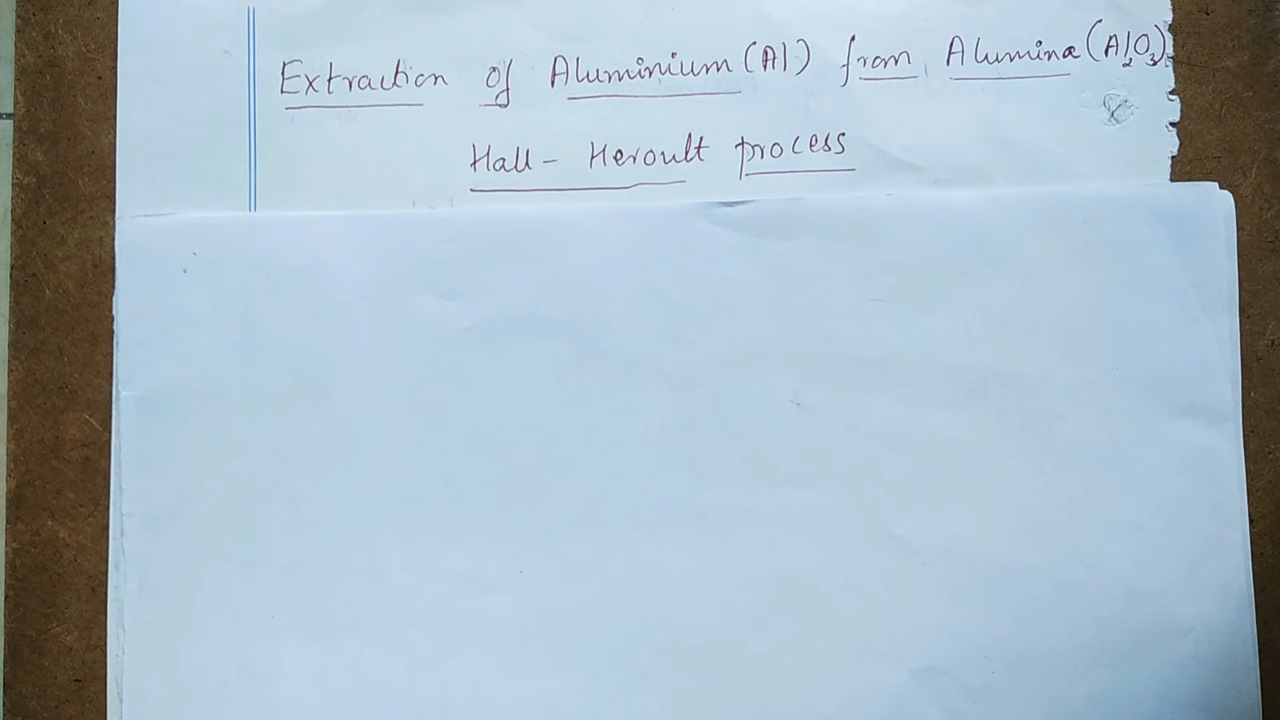 Extraction of Aluminium (Al) from Alumina (Al₂O₃)
Hall - Heroult process